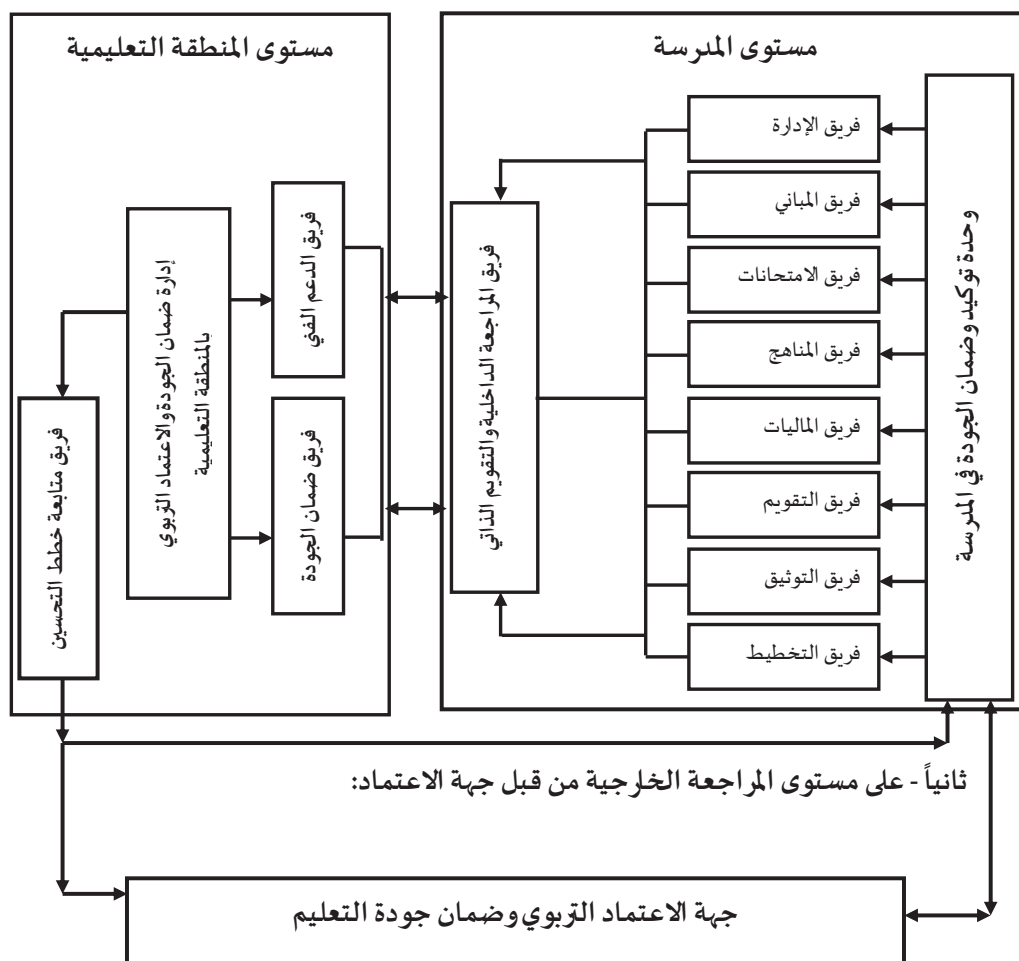 مستوى المدرسة
وحدة توكيد وضمان الجودة في المدرسة
فريق الإدارة
فريق المباني
فريق الامتحانات
فريق المناهج
فريق الماليات
فريق التقويم
فريق التوثيق
فريق التخطيط
فريق المراجعة الداخلية والتقويم الذاتي
مستوى المنطقة التعليمية
فريق الدعم الفني
فريق ضمان الجودة
إدارة ضمان الجودة والاعتماد التربوي
بالمنطقة التعليمية
فريق متابعة خطط التحسين
ثانياً - على مستوى المراجعة الخارجية من قبل جهة الاعتماد:
جهة الاعتماد التربوي وضمان جودة التعليم